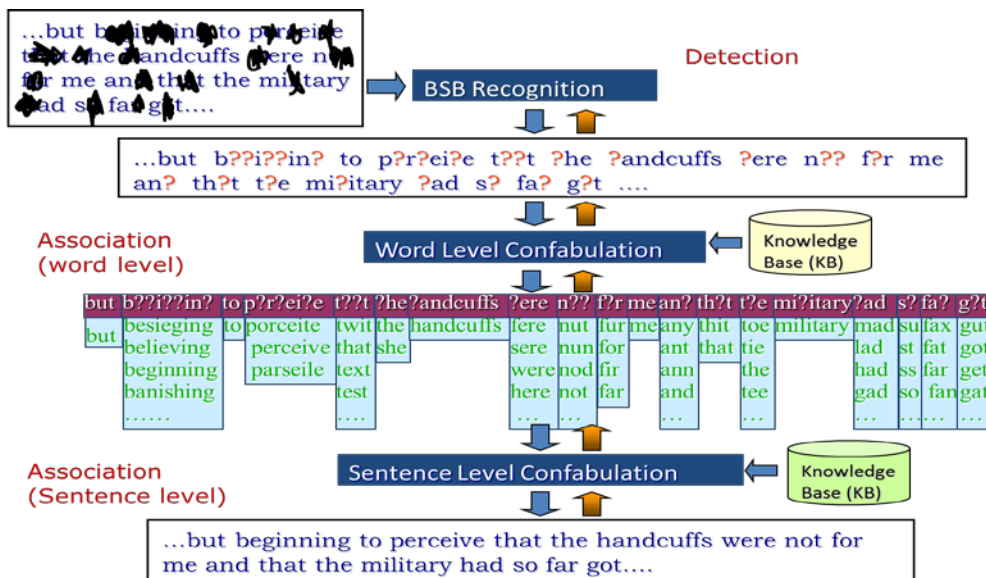 ...but beginning to perceive
that the handcuffs were not
for me and that the military
had so far got....
Detection
BSB Recognition
...but b??i??in? to p?r?ei?e t??t ?he ?andcuffs ?ere n?? f?r me
an? th?t t?e mi?itary ?ad s? fa? g?t ....
Association
(word level)
Word Level Confabulation
Knowledge
Base (KB)
but b??i??in? to p?r?ei?e t??t ?he ?andcuffs ?ere n?? f?r me an? th?t t?e mi?itary ?ad s? fa? g?t
but besieging to porceite twit the handcuffs fere nut fur me any thit toe military mad su fax gut
believing perceive that she sere nun for ant that tie lad st fat got
beginning parseile text were nod fir ann the had ss far get
banishing test here not far and tee gad so fan gat
...... .... ... ... ... .... ... ... ... ...
Association
(Sentence level)
Sentence Level Confabulation
Knowledge
Base (KB)
...but beginning to perceive that the handcuffs were not for
me and that the military had so far got....